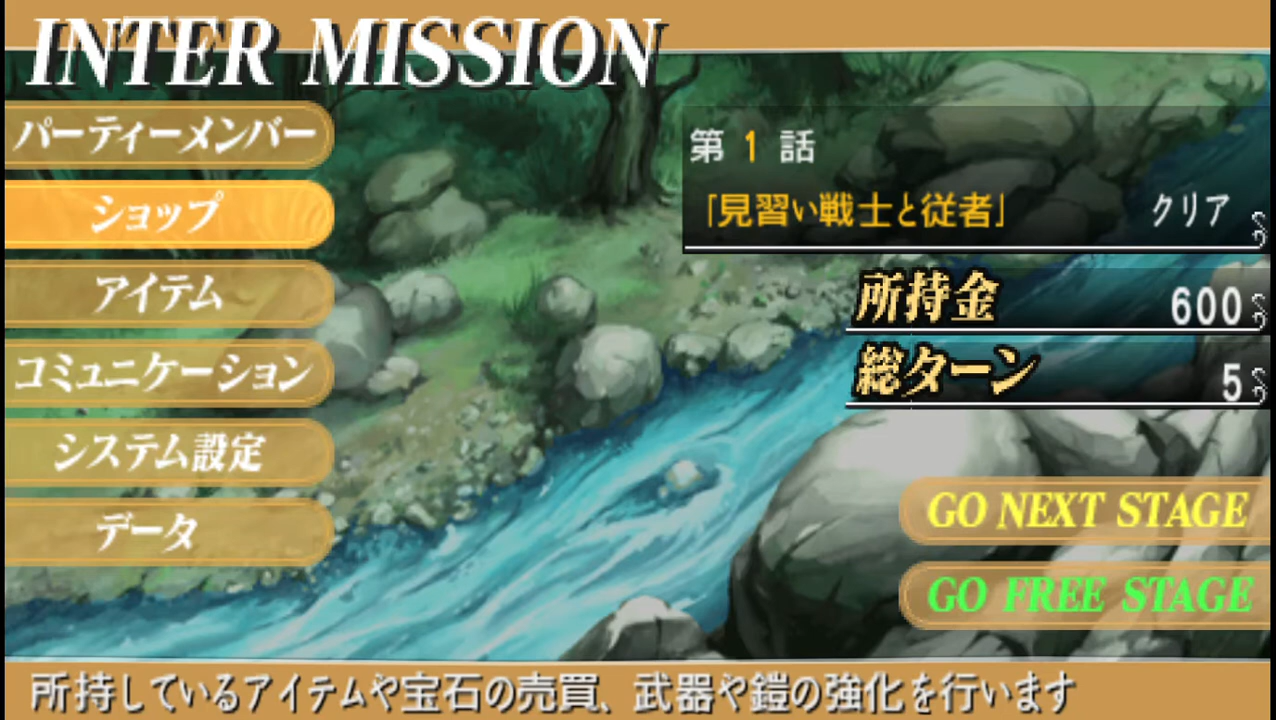 INTER MISSION
パーティーメンバー
ショップ
アイテム
コミュニケーション
システム設定
データ
第 1 話
「見習い戦士と従者」 クリア
所持金 600
総ターン 5
GO NEXT STAGE
GO FREE STAGE
所持しているアイテムや宝石の売買、武器や鎧の強化を行います